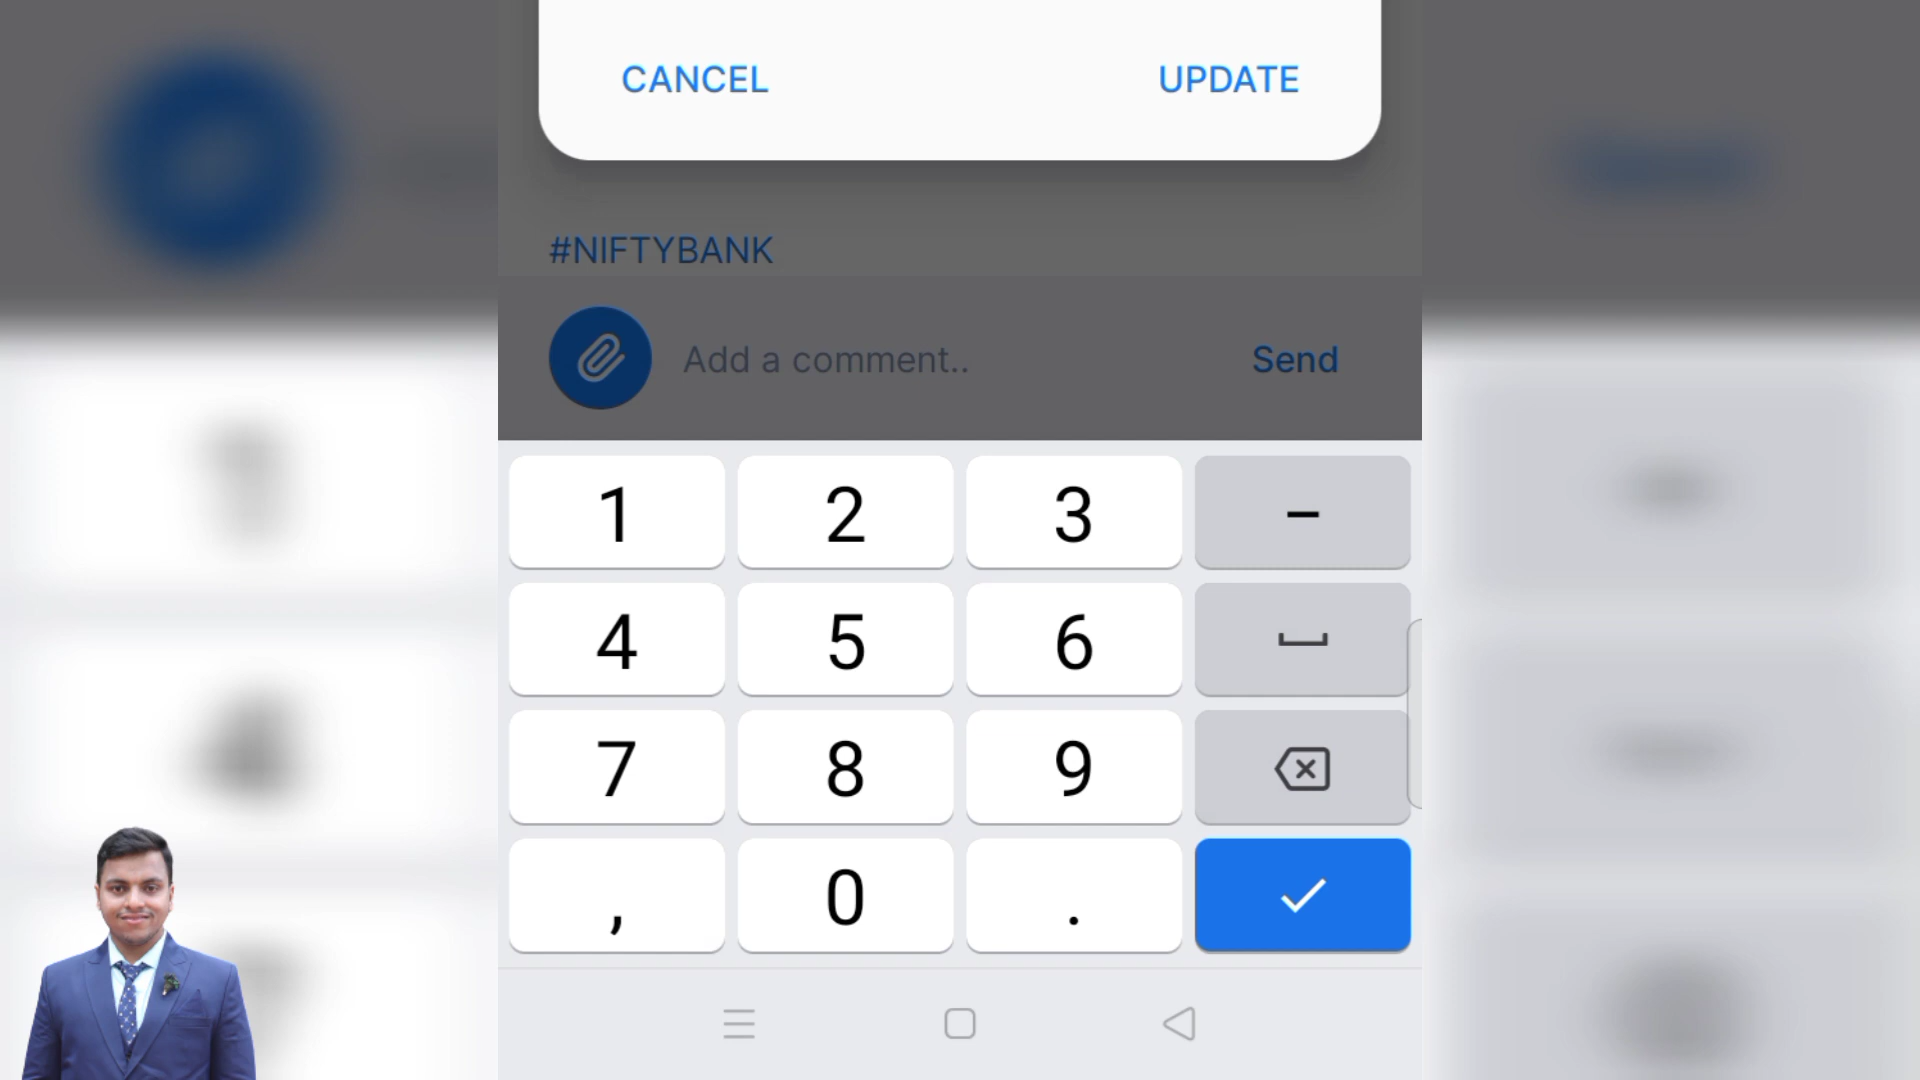 CANCEL UPDATE
#NIFTYBANK
Add a comment.. Send
1 2 3 –
4 5 6
7 8 9
, 0 .